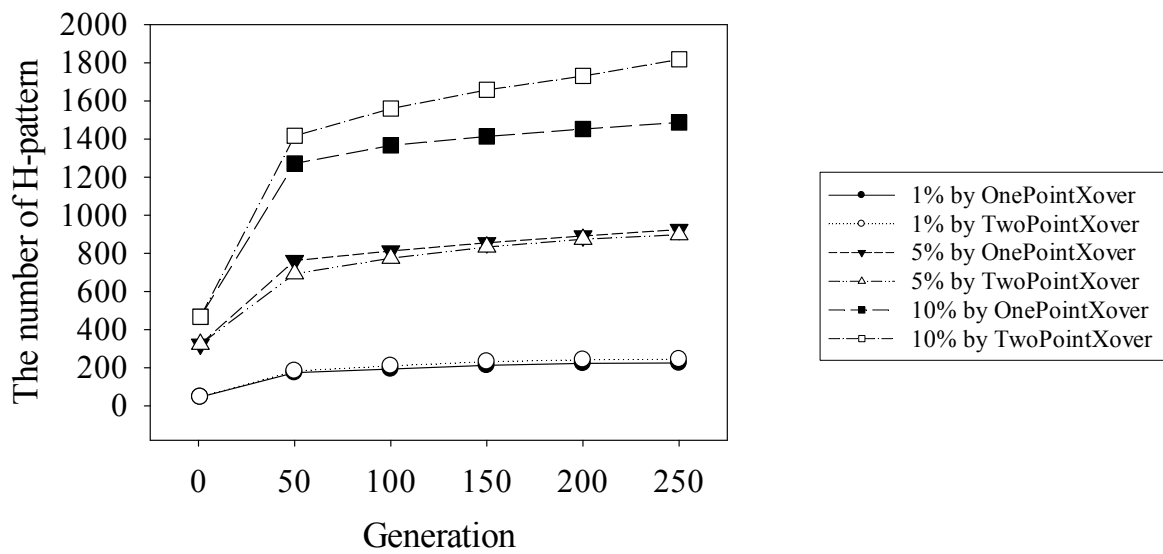 The number of H-pattern
2000
1800
1600
1400
1200
1000
800
600
400
200
0
0 50 100 150 200 250
Generation
1% by OnePointXover
1% by TwoPointXover
5% by OnePointXover
5% by TwoPointXover
10% by OnePointXover
10% by TwoPointXover